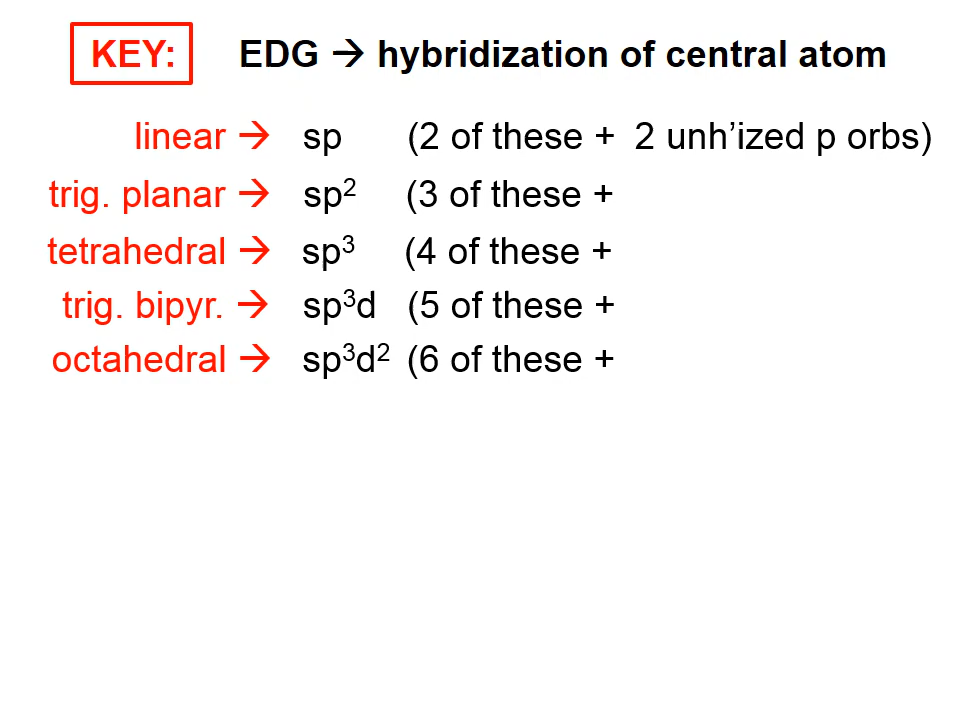 KEY: EDG → hybridization of central atom
linear → sp (2 of these + 2 unh’ized p orbs)
trig. planar → sp² (3 of these +
tetrahedral → sp³ (4 of these +
trig. bipyr. → sp³d (5 of these +
octahedral → sp³d² (6 of these +